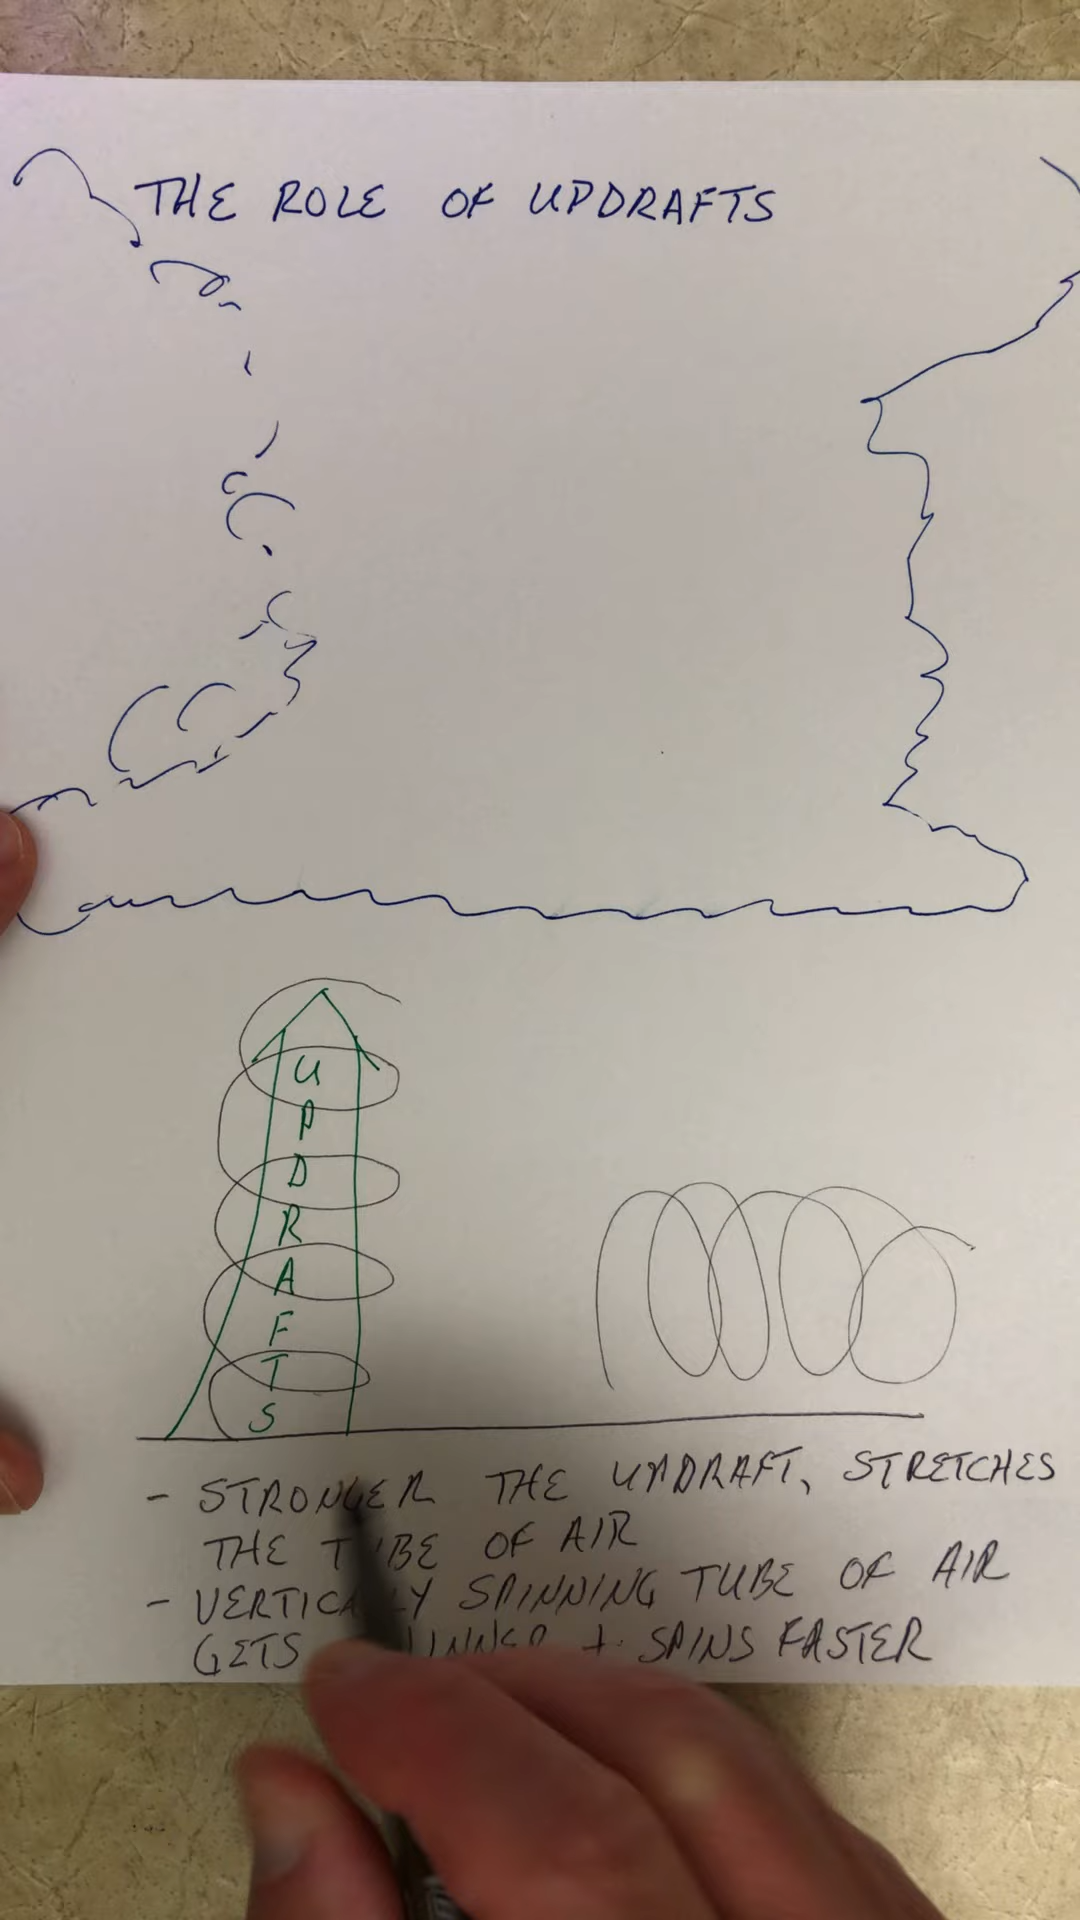 THE ROLE OF UPDRAFTS
UPDRAFTS
- STRONGER THE UPDRAFT, STRETCHES
THE TUBE OF AIR
- VERTICALLY SPINNING TUBE OF AIR
GETS + SPINS FASTER